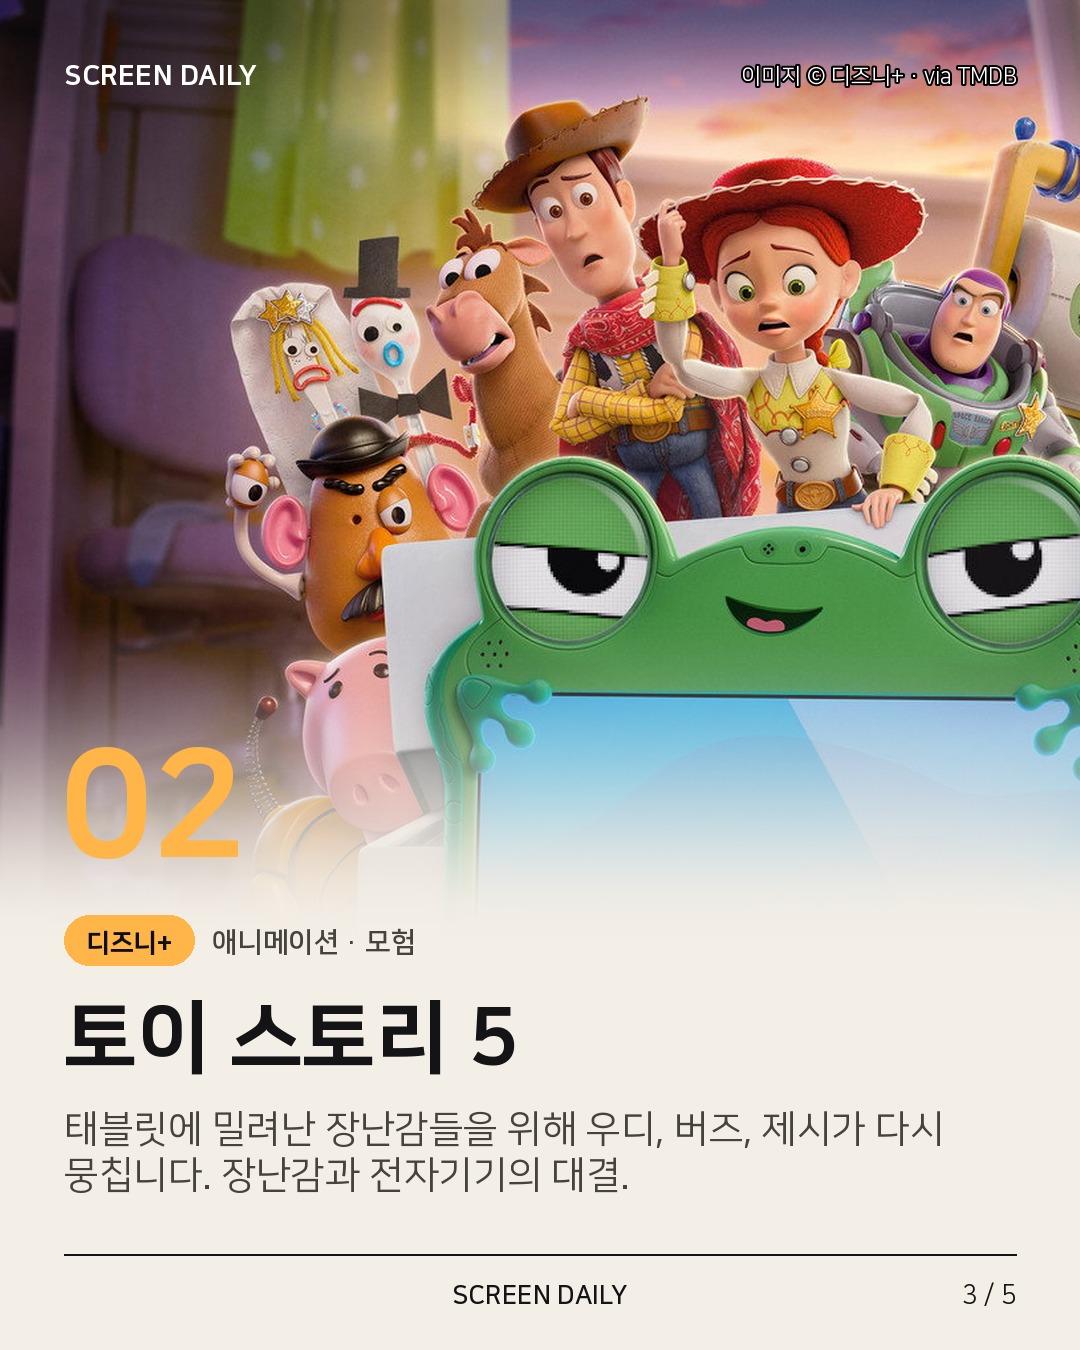 SCREEN DAILY
이미지 © 디즈니+ · via TMDB
SPACE RANGER
02
디즈니+ 애니메이션 · 모험
토이 스토리 5
태블릿에 밀려난 장난감들을 위해 우디, 버즈, 제시가 다시
뭉칩니다. 장난감과 전자기기의 대결.
SCREEN DAILY
3 / 5